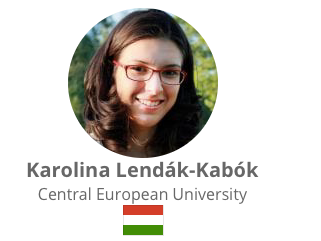 Karolina Lendák-Kabók
Central European University